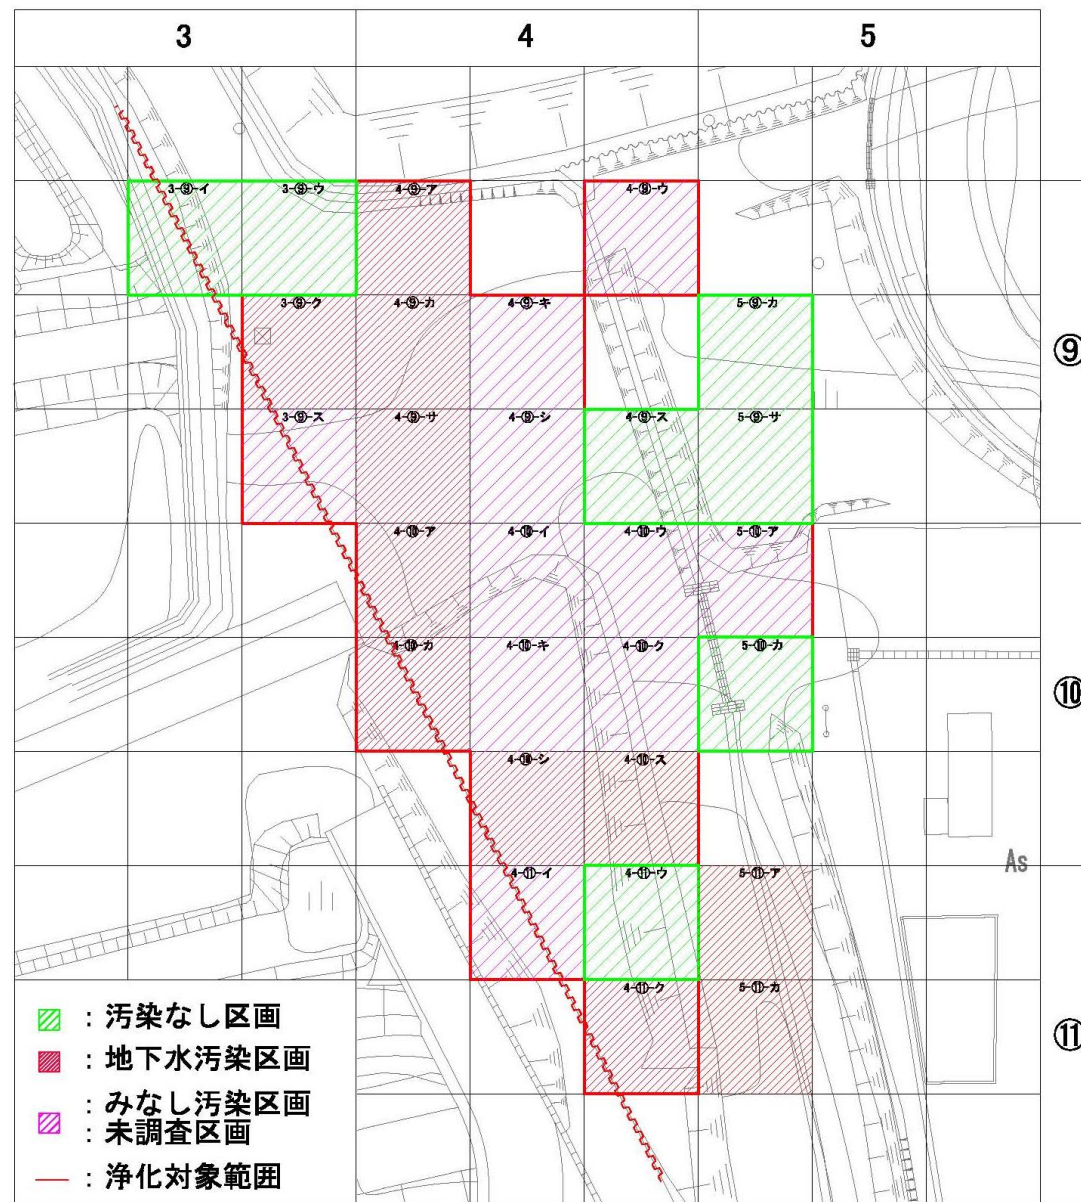 3 4 5
3-⑨-イ 3-⑨-ウ 4-⑨-ア 4-⑨-ウ
3-⑨-ク 4-⑨-カ 4-⑨-キ 5-⑨-カ
⑨
3-⑨-ス 4-⑨-サ 4-⑨-シ 4-⑨-ス 5-⑨-サ
4-⑩-ア 4-⑩-イ 4-⑩-ウ 5-⑩-ア
4-⑩-カ 4-⑩-キ 4-⑩-ク 5-⑩-カ
⑩
4-⑩-シ 4-⑩-ス
As
4-⑪-イ 4-⑪-ウ 5-⑪-ア
4-⑪-ク 5-⑪-カ
⑪
：汚染なし区画
：地下水汚染区画
：みなし汚染区画
：未調査区画
：浄化対象範囲